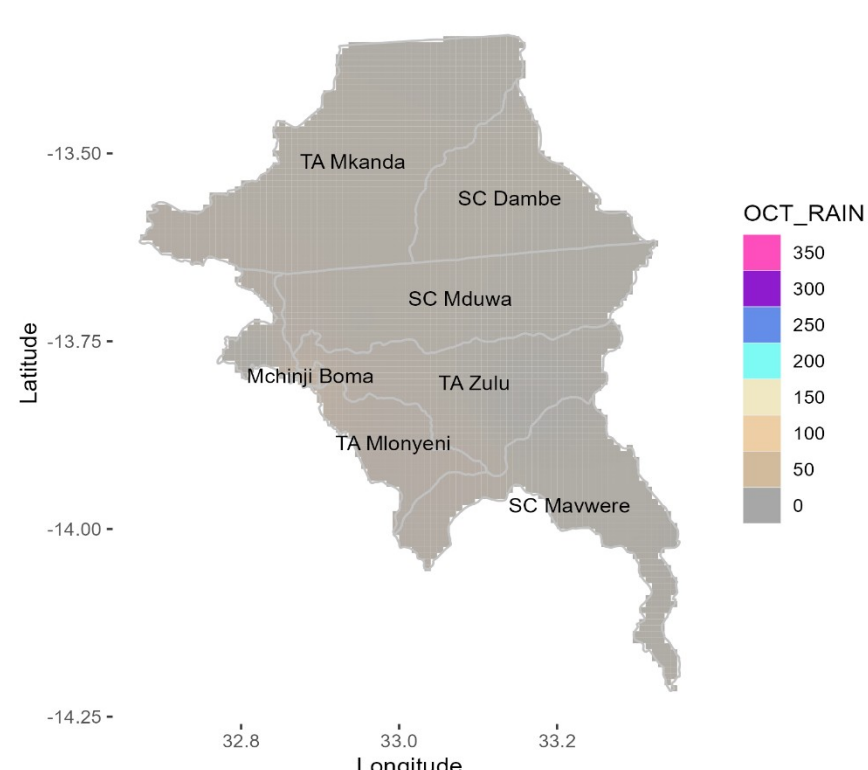 OCT_RAIN
350
300
250
200
150
100
50
0
-13.50
-13.75
-14.00
-14.25
Latitude
TA Mkanda
SC Dambe
SC Mduwa
Mchinji Boma
TA Zulu
TA Mlonyeni
SC Mavwere
32.8
33.0
33.2
Longitude